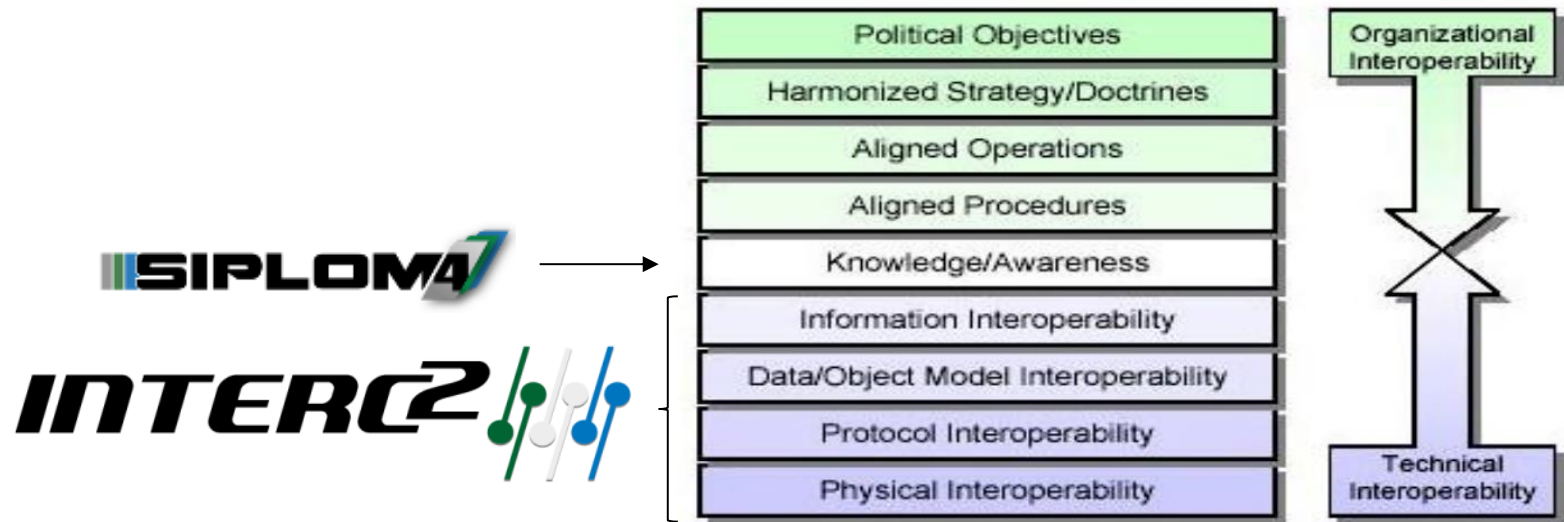 Political Objectives
Harmonized Strategy/Doctrines
Aligned Operations
Aligned Procedures
Knowledge/Awareness
Information Interoperability
Data/Object Model Interoperability
Protocol Interoperability
Physical Interoperability
Organizational
Interoperability
Technical
Interoperability
SIPLOM47
INTERC2